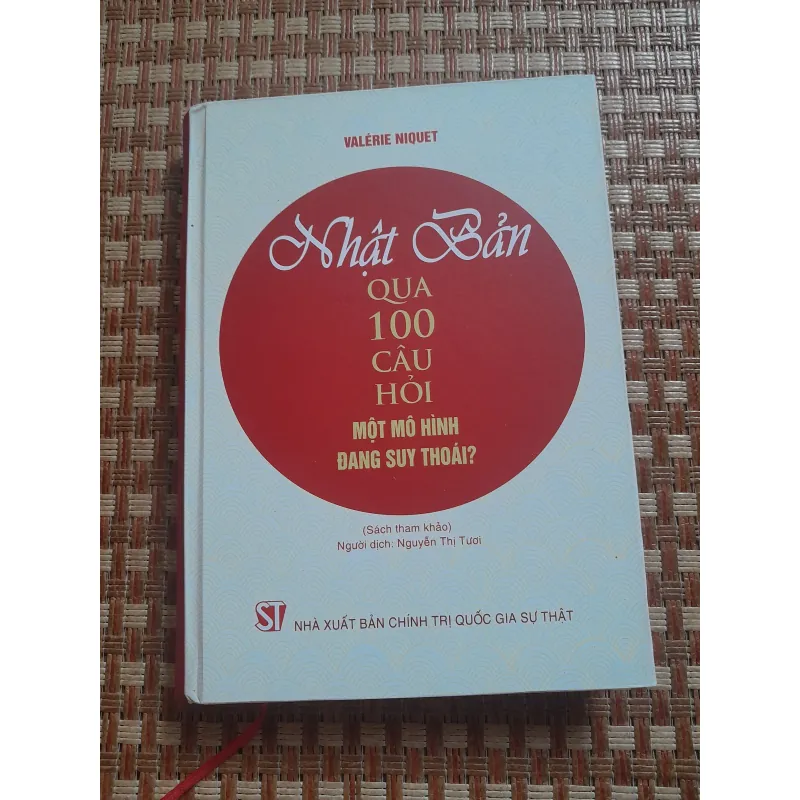 VALÉRIE NIQUET
Nhật Bản
QUA
100
CÂU
HỎI
MỘT MÔ HÌNH
ĐANG SUY THOÁI?
(Sách tham khảo)
Người dịch: Nguyễn Thị Tươi
ST NHÀ XUẤT BẢN CHÍNH TRỊ QUỐC GIA SỰ THẬT